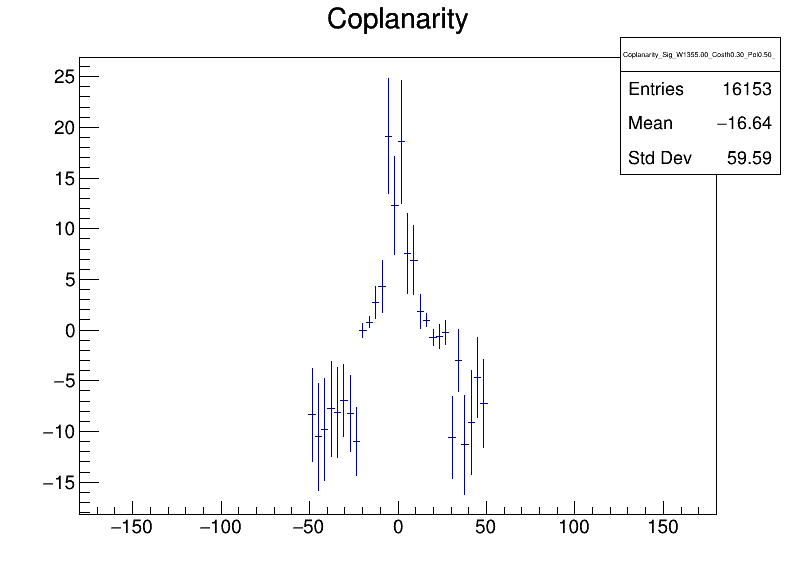 Coplanarity
Coplanarity_Sig_W1355.00_Costh0.30_Pol0.50_
Entries 16153
Mean −16.64
Std Dev 59.59
25
20
15
10
5
0
−5
−10
−15
−150 −100 −50 0 50 100 150